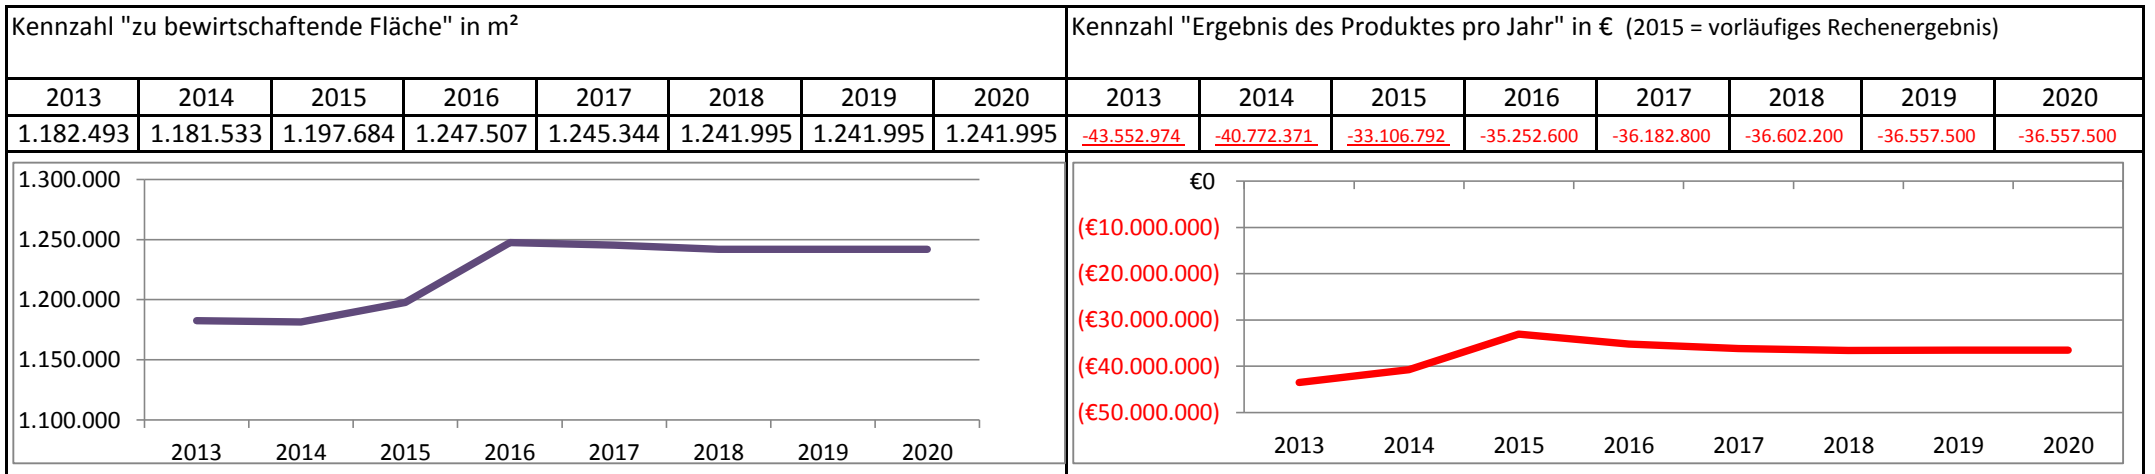 Kennzahl "zu bewirtschaftende Fläche" in m²
2013 2014 2015 2016 2017 2018 2019 2020
1.182.493 1.181.533 1.197.684 1.247.507 1.245.344 1.241.995 1.241.995 1.241.995
1.300.000
1.250.000
1.200.000
1.150.000
1.100.000
2013 2014 2015 2016 2017 2018 2019 2020
Kennzahl "Ergebnis des Produktes pro Jahr" in € (2015 = vorläufiges Rechenergebnis)
2013 2014 2015 2016 2017 2018 2019 2020
-43.552.974 -40.772.371 -33.106.792 -35.252.600 -36.182.800 -36.602.200 -36.557.500 -36.557.500
€0
(€10.000.000)
(€20.000.000)
(€30.000.000)
(€40.000.000)
(€50.000.000)
2013 2014 2015 2016 2017 2018 2019 2020